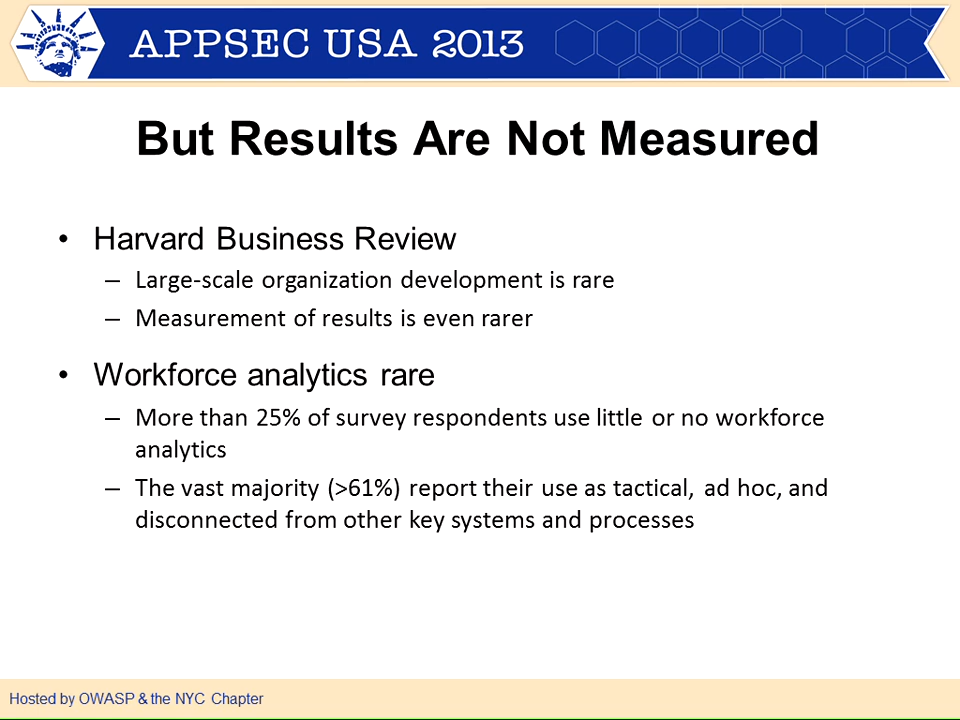 APPSEC USA 2013
But Results Are Not Measured
• Harvard Business Review
– Large-scale organization development is rare
– Measurement of results is even rarer
• Workforce analytics rare
– More than 25% of survey respondents use little or no workforce
analytics
– The vast majority (>61%) report their use as tactical, ad hoc, and
disconnected from other key systems and processes
Hosted by OWASP & the NYC Chapter